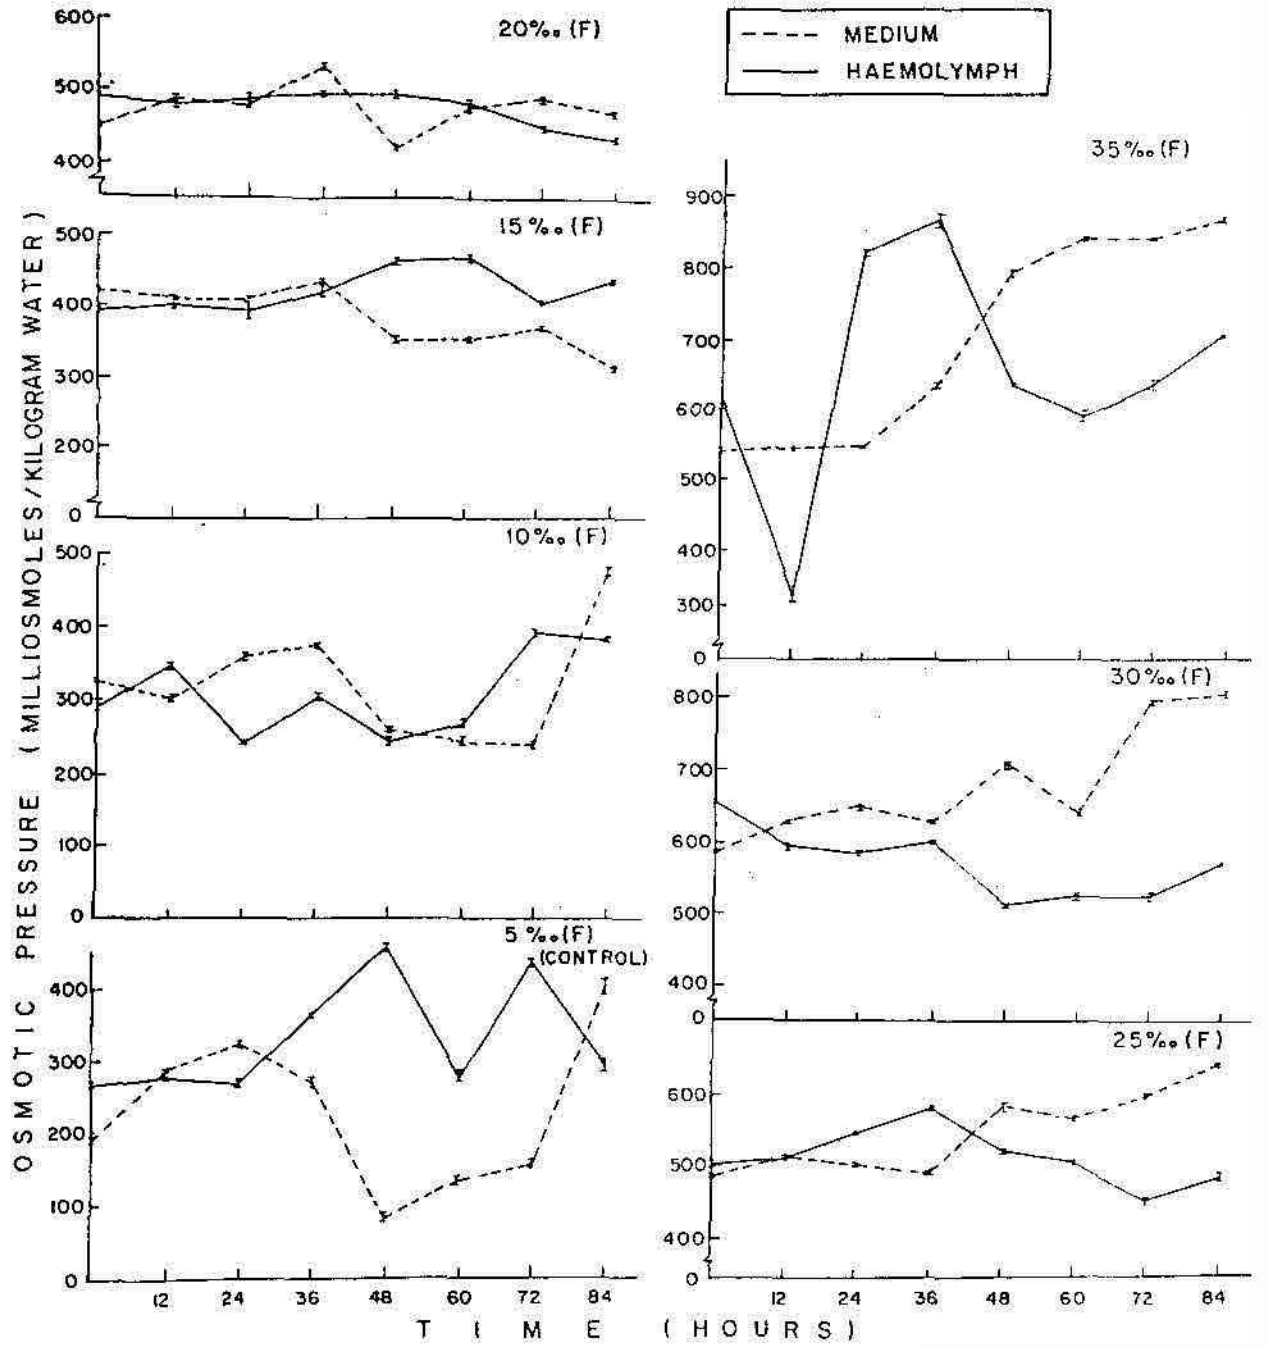 600
20‰ (F)
500
400
MEDIUM
HAEMOLYMPH
15‰ (F)
500
400
300
200
0
10‰ (F)
500
400
300
200
100
0
5‰ (F)
(CONTROL)
400
300
200
100
0
12 24 36 48 60 72 84
35‰ (F)
900
800
700
600
500
400
300
0
30‰ (F)
800
700
600
500
400
0
25‰ (F)
600
500
400
0
12 24 36 48 60 72 84
TIME (HOURS)
OSMOTIC PRESSURE (MILLIOSMOLES/KILOGRAM WATER)